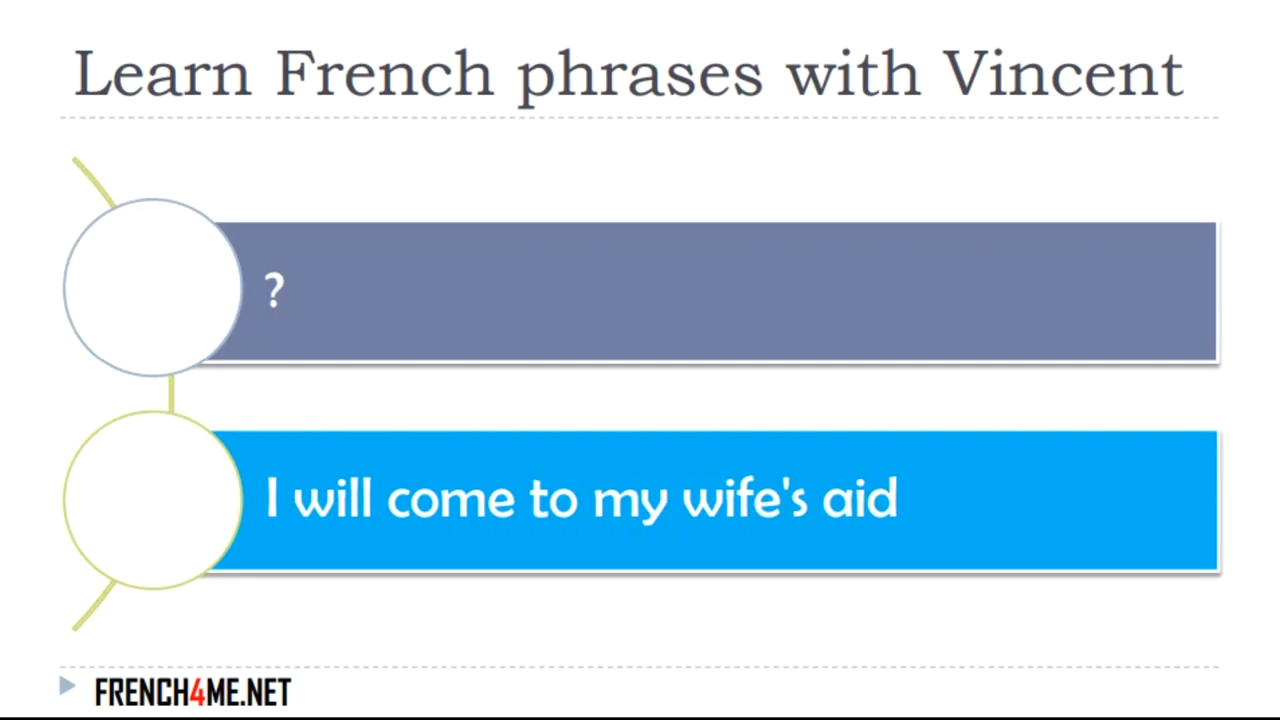 Learn French phrases with Vincent
?
I will come to my wife's aid
FRENCH4ME.NET